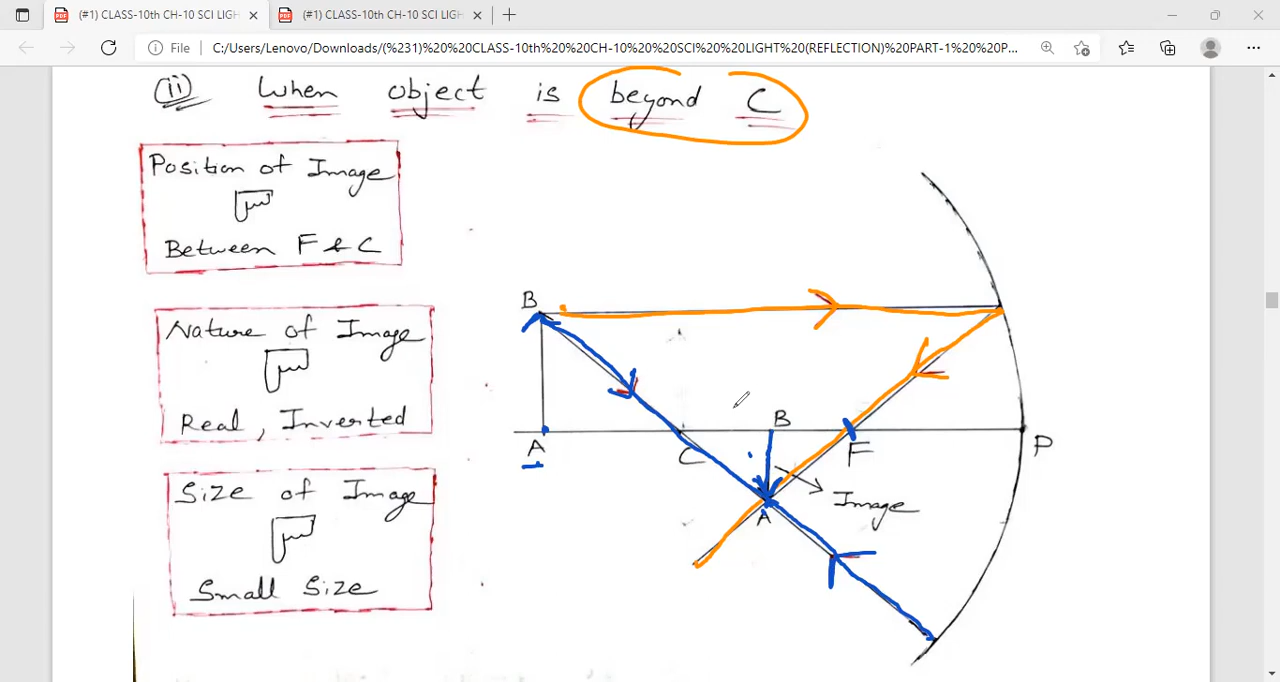 (#1) CLASS-10th CH-10 SCI LIGH
(#1) CLASS-10th CH-10 SCI LIGH
File
C:/Users/Lenovo/Downloads/(%231)%20%20CLASS-10th%20%20CH-10%20%20SCI%20%20LIGHT%20(REFLECTION)%20PART-1%20%20P...
(ii) When object is beyond C
Position of Image
Between F & C
Nature of Image
Real, Inverted
Size of Image
Small Size
B
A
C
B
F
P
A
Image